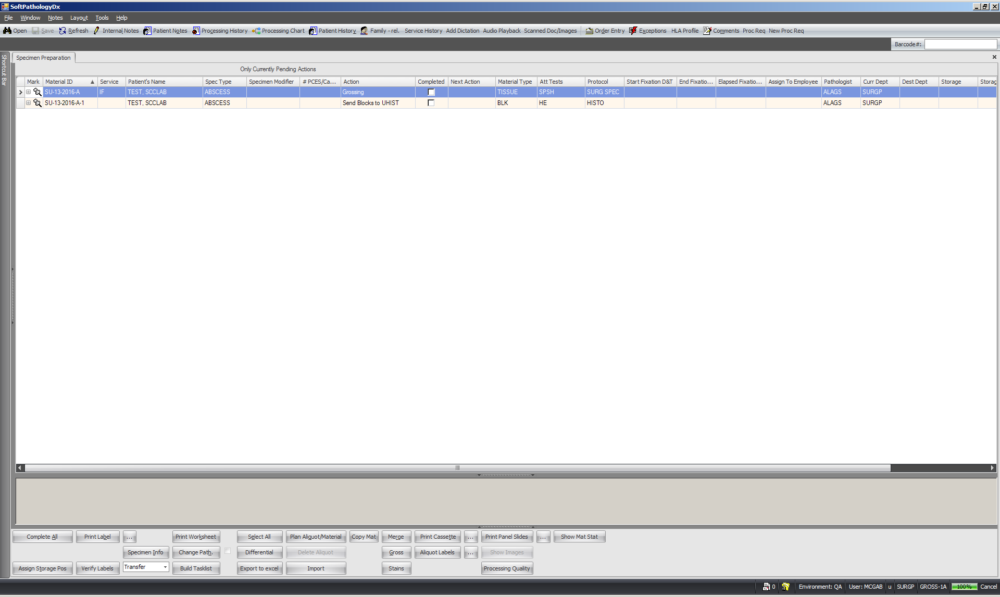 SoftPathologyDx
File Window Notes Layout Tools Help
Open Save Refresh Internal Notes Patient Notes Processing History Processing Chart Patient History Family - rel. Service History Add Dictation Audio Playback Scanned Doc/Images Order Entry Exceptions HLA Profile Comments Proc Req New Proc Req
Barcode#:
Shortcut Bar
Specimen Preparation
Only Currently Pending Actions
Mark Material ID Service Patient's Name Spec Type Specimen Modifier # PCES/Ca... Action Completed Next Action Material Type Att Tests Protocol Start Fixation D&T End Fixatio... Elapsed Fixatio... Assign To Employee Pathologist Curr Dept Dest Dept Storage Storag
SU-13-2016-A IF TEST, SCCLAB ABSCESS Grossing TISSUE SPSH SURG SPEC ALAGS SURGP
SU-13-2016-A-1 TEST, SCCLAB ABSCESS Send Blocks to UHIST BLK HE HISTO ALAGS SURGP
Complete All Print Label ... Print Worksheet Select All Plan Aliquot/Material Copy Mat Merge Print Cassette ... Print Panel Slides ... Show Mat Stat
Specimen Info Change Path. Differential Delete Aliquot Gross Aliquot Labels ... Show Images
Assign Storage Pos Verify Labels Transfer Build Tasklist Export to excel Import Stains Processing Quality
0 Environment: QA User: MCGAB u SURGP GROSS-1A 100% Cancel